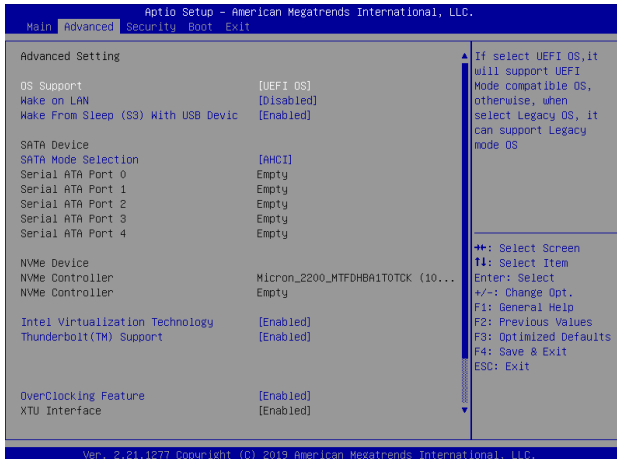 Aptio Setup – American Megatrends International, LLC.
Main Advanced Security Boot Exit
Advanced Setting
OS Support [UEFI OS]
Wake on LAN [Disabled]
Wake From Sleep (S3) With USB Devic [Enabled]
SATA Device
SATA Mode Selection [AHCI]
Serial ATA Port 0 Empty
Serial ATA Port 1 Empty
Serial ATA Port 2 Empty
Serial ATA Port 3 Empty
Serial ATA Port 4 Empty
NVMe Device
NVMe Controller Micron_2200_MTFDHBA1T0TCK (10...
NVMe Controller Empty
Intel Virtualization Technology [Enabled]
Thunderbolt(TM) Support [Enabled]
OverClocking Feature [Enabled]
XTU Interface [Enabled]
If select UEFI OS,it
will support UEFI
Mode compatible OS,
otherwise, when
select Legacy OS, it
can support Legacy
mode OS
→←: Select Screen
↑↓: Select Item
Enter: Select
+/-: Change Opt.
F1: General Help
F2: Previous Values
F3: Optimized Defaults
F4: Save & Exit
ESC: Exit
Ver. 2.21.1277 Copyright (C) 2019 American Megatrends International, LLC.